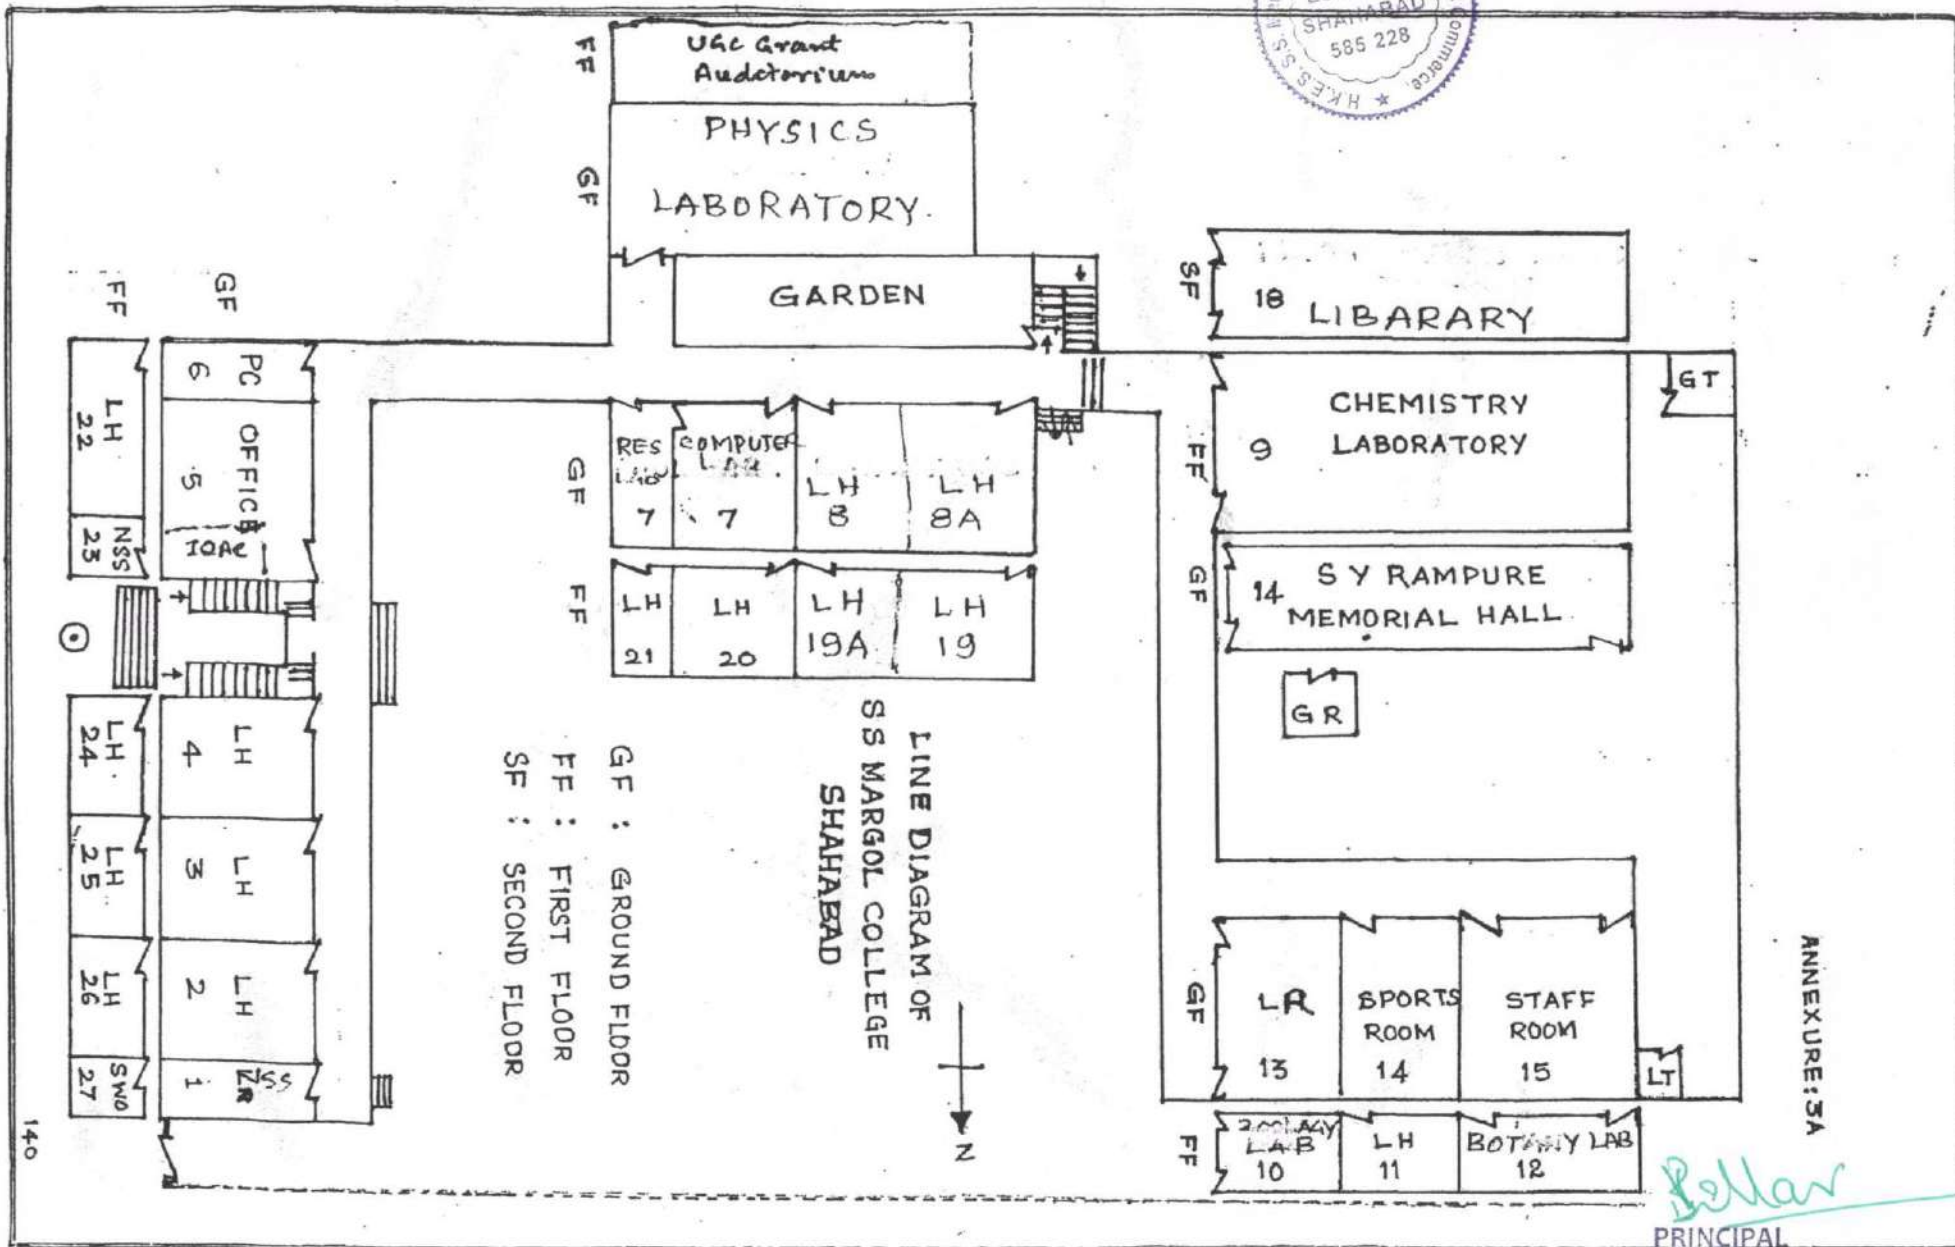 UGC Grant
Audctorium
FF
PHYSICS
LABORATORY.
GF
GARDEN
SHAHABAD
585 228
Commerce,
★ H.K.E.S. S.S.
SF
18 LIBARARY
GT
CHEMISTRY
LABORATORY
9
FF
S Y RAMPURE
MEMORIAL HALL
14
GF
GR
GF
FF
PC
6
OFFICE
5
IQAC
LH
22
NSS
23
RES
LAB
7
COMPUTER
LAB
7
LH
8
LH
8A
GF
LH
21
LH
20
LH
19A
LH
19
FF
LH
4
LH
3
LH
2
NSS
1
LH
24
LH
25
LH
26
SWO
27
LINE DIAGRAM OF
SS MARGOL COLLEGE
SHAHABAD
GF : GROUND FLOOR
FF : FIRST FLOOR
SF : SECOND FLOOR
N
GF
LR
13
SPORTS
ROOM
14
STAFF
ROOM
15
LT
FF
ZOOLAGY
LAB
10
LH
11
BOTANY LAB
12
ANNEXURE:3A
140
PRINCIPAL